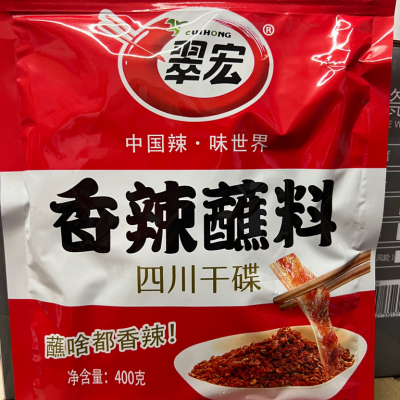 CUIHONG
翠宏®
中国辣·味世界
香辣蘸料
四川干碟
蘸啥都香辣!
净含量: 400克